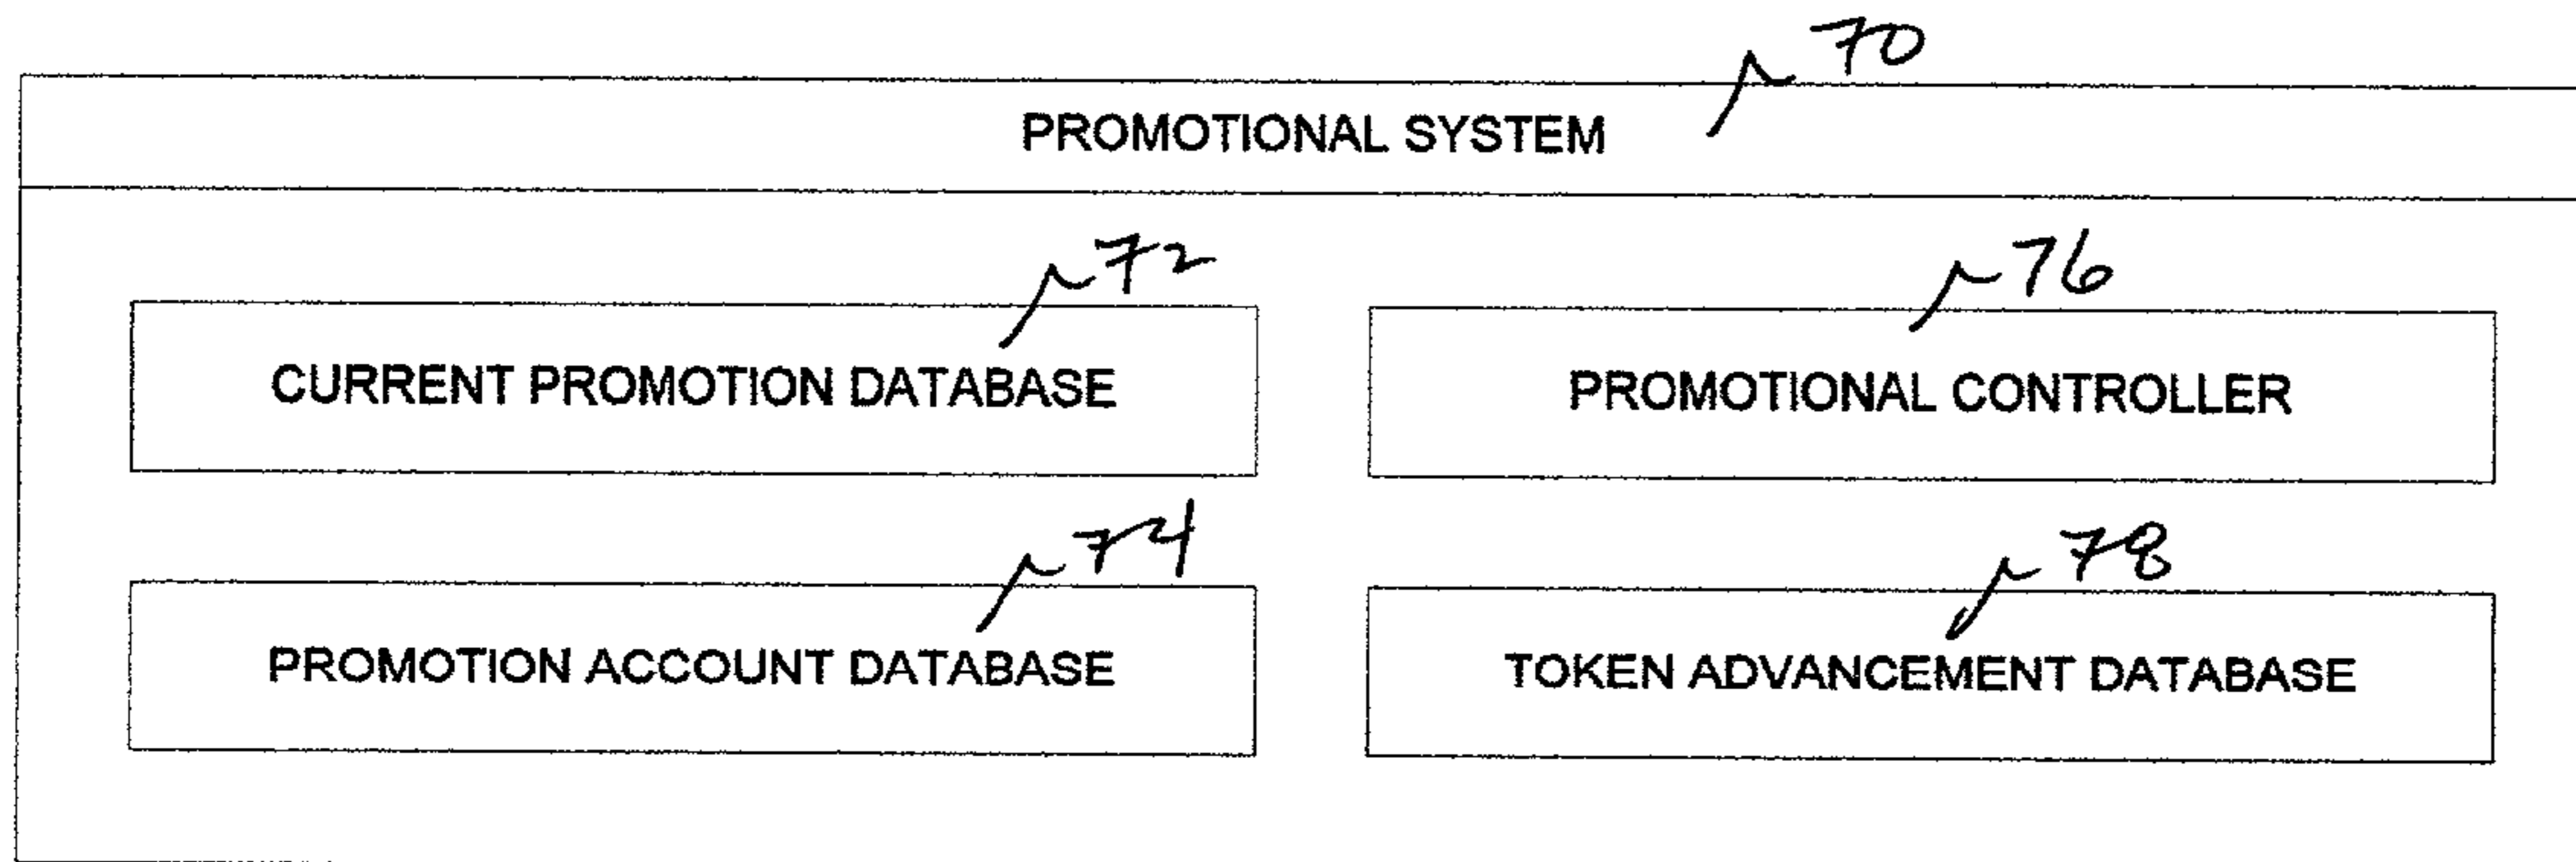 70
PROMOTIONAL SYSTEM
72
76
CURRENT PROMOTION DATABASE
PROMOTIONAL CONTROLLER
74
78
PROMOTION ACCOUNT DATABASE
TOKEN ADVANCEMENT DATABASE